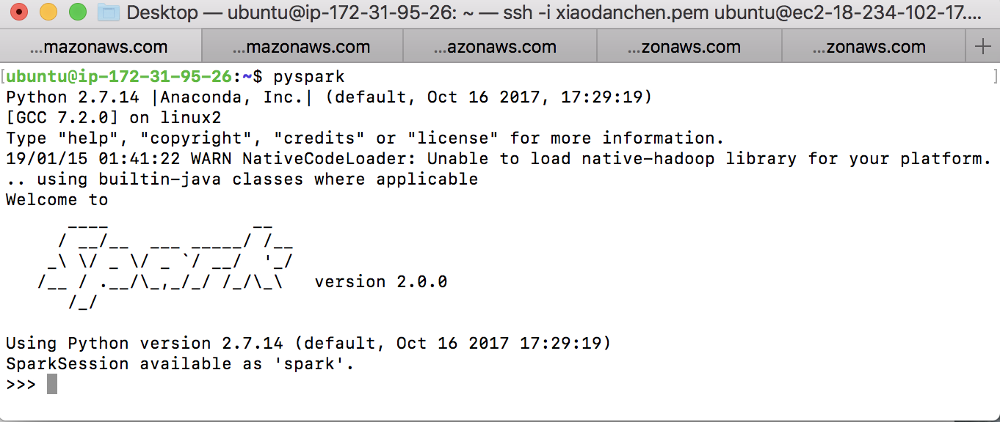 Desktop — ubuntu@ip-172-31-95-26: ~ — ssh -i xiaodanchen.pem ubuntu@ec2-18-234-102-17....
...mazonaws.com ...mazonaws.com ...azonaws.com ...zonaws.com ...zonaws.com +
[ubuntu@ip-172-31-95-26:~$ pyspark ]
Python 2.7.14 |Anaconda, Inc.| (default, Oct 16 2017, 17:29:19)
[GCC 7.2.0] on linux2
Type "help", "copyright", "credits" or "license" for more information.
19/01/15 01:41:22 WARN NativeCodeLoader: Unable to load native-hadoop library for your platform.
.. using builtin-java classes where applicable
Welcome to
      ____              __
     / __/__  ___ _____/ /__
    _\ \/ _ \/ _ `/ __/  '_/
   /__ / .__/\_,_/_/ /_/\_\   version 2.0.0
      /_/
Using Python version 2.7.14 (default, Oct 16 2017 17:29:19)
SparkSession available as 'spark'.
>>>